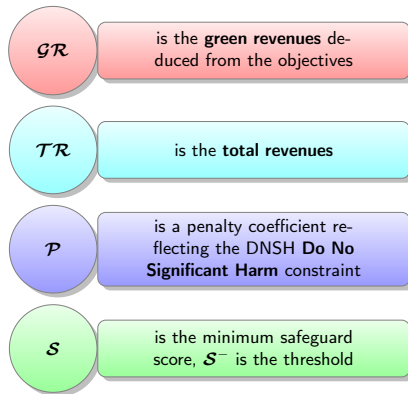 GR
is the green revenues de-
duced from the objectives
TR
is the total revenues
P
is a penalty coefficient re-
flecting the DNSH Do No
Significant Harm constraint
S
is the minimum safeguard
score, S⁻ is the threshold